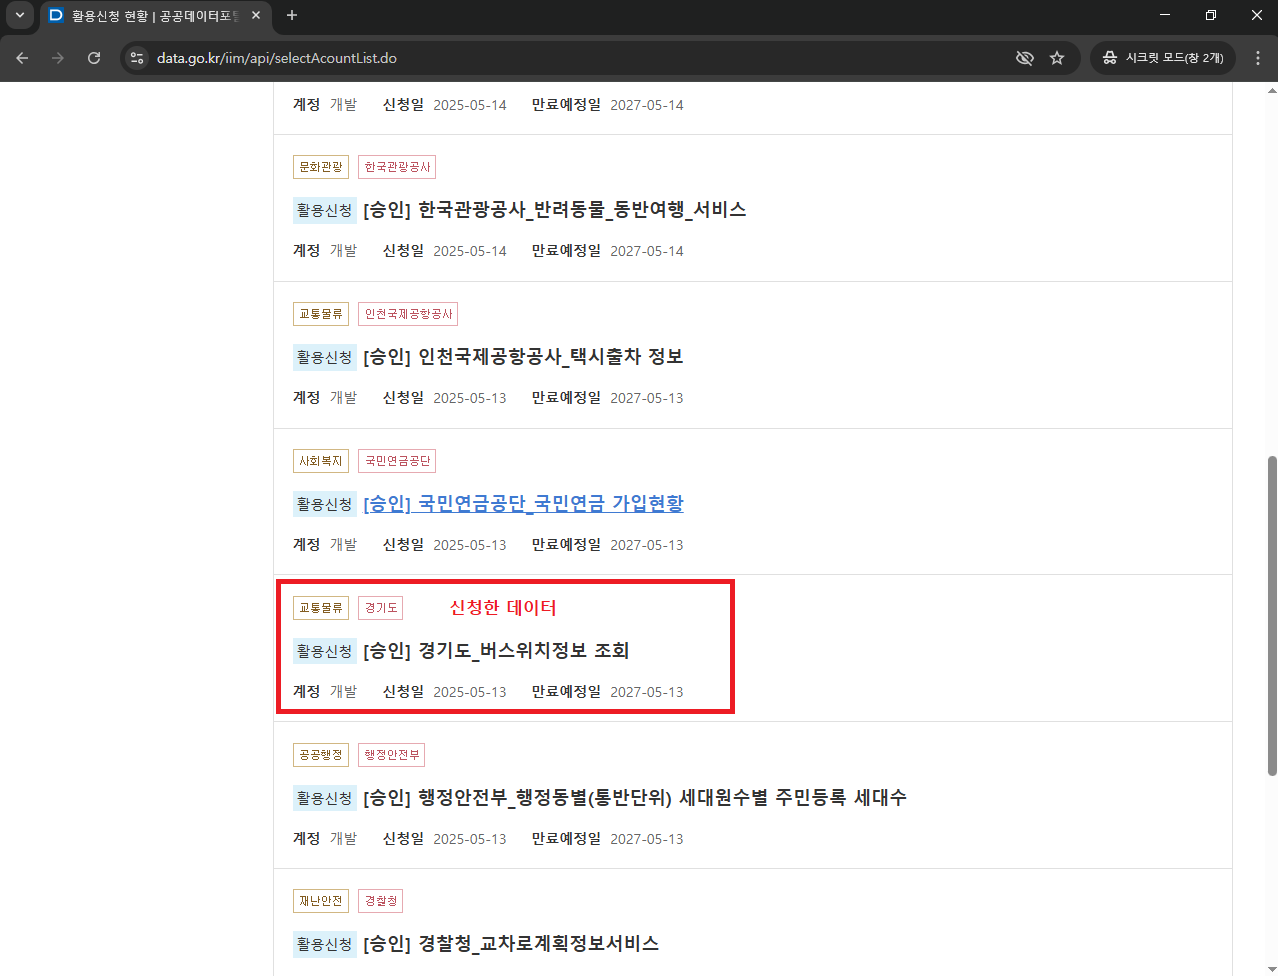 활용신청 현황 | 공공데이터포털
data.go.kr/iim/api/selectAcountList.do
시크릿 모드(창 2개)
계정 개발 신청일 2025-05-14 만료예정일 2027-05-14
문화관광 한국관광공사
활용신청 [승인] 한국관광공사_반려동물_동반여행_서비스
계정 개발 신청일 2025-05-14 만료예정일 2027-05-14
교통물류 인천국제공항공사
활용신청 [승인] 인천국제공항공사_택시출차 정보
계정 개발 신청일 2025-05-13 만료예정일 2027-05-13
사회복지 국민연금공단
활용신청 [승인] 국민연금공단_국민연금 가입현황
계정 개발 신청일 2025-05-13 만료예정일 2027-05-13
교통물류 경기도 신청한 데이터
활용신청 [승인] 경기도_버스위치정보 조회
계정 개발 신청일 2025-05-13 만료예정일 2027-05-13
공공행정 행정안전부
활용신청 [승인] 행정안전부_행정동별(통반단위) 세대원수별 주민등록 세대수
계정 개발 신청일 2025-05-13 만료예정일 2027-05-13
재난안전 경찰청
활용신청 [승인] 경찰청_교차로계획정보서비스